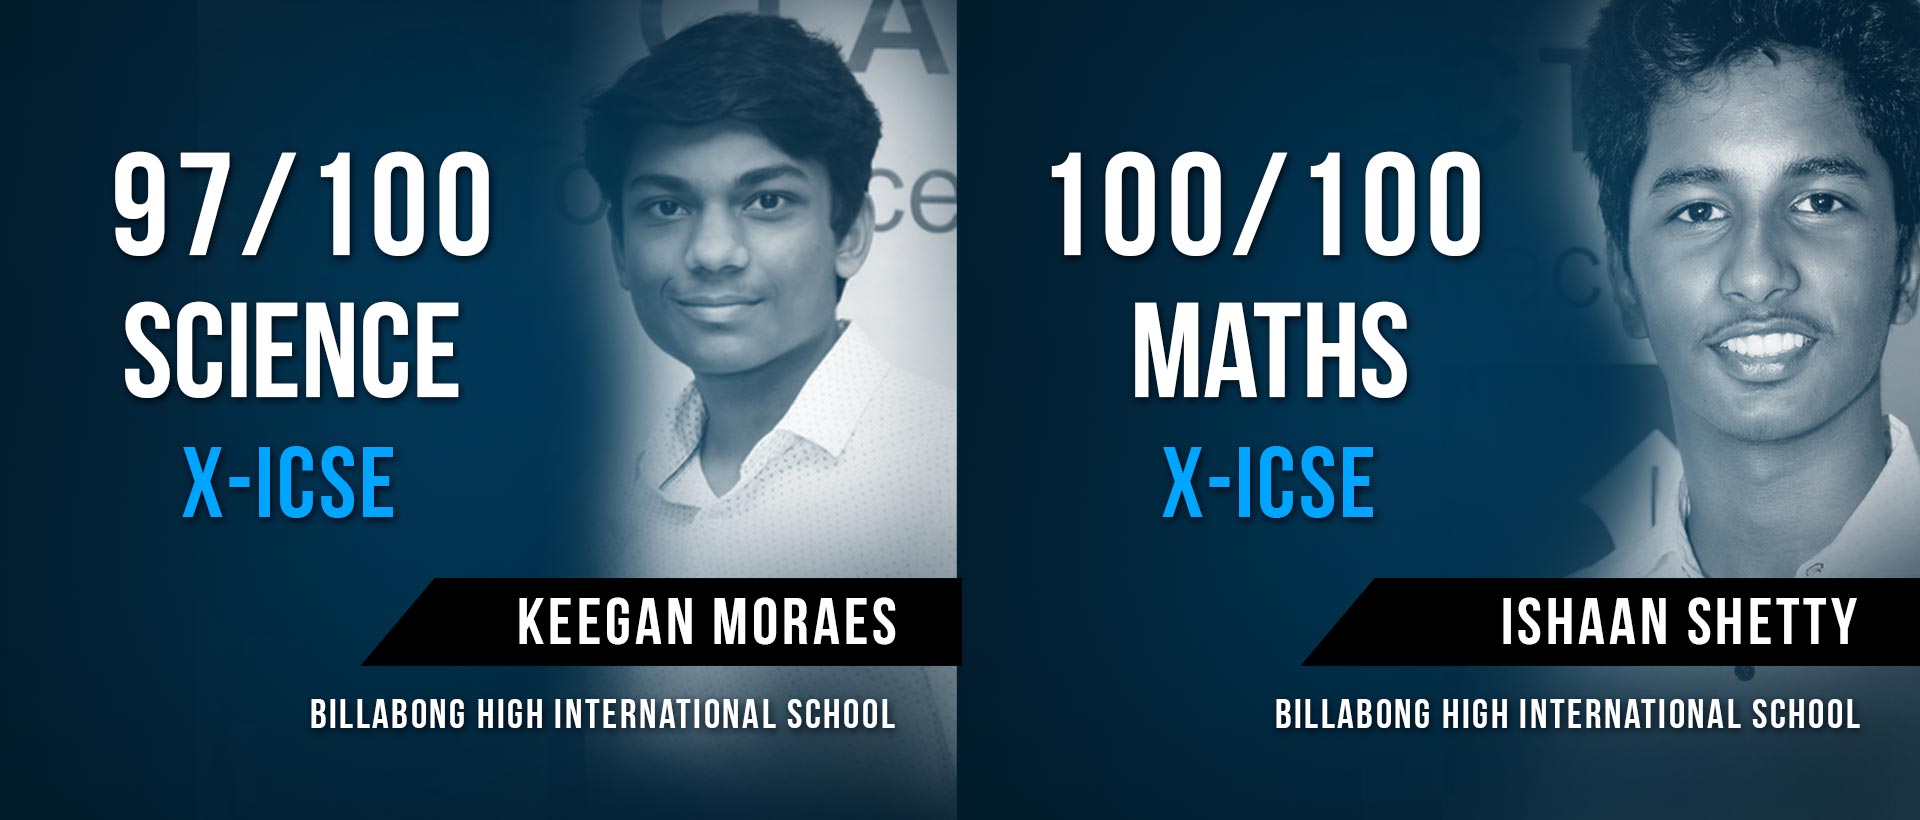 97/100
SCIENCE
X-ICSE
KEEGAN MORAES
BILLABONG HIGH INTERNATIONAL SCHOOL
100/100
MATHS
X-ICSE
ISHAAN SHETTY
BILLABONG HIGH INTERNATIONAL SCHOOL